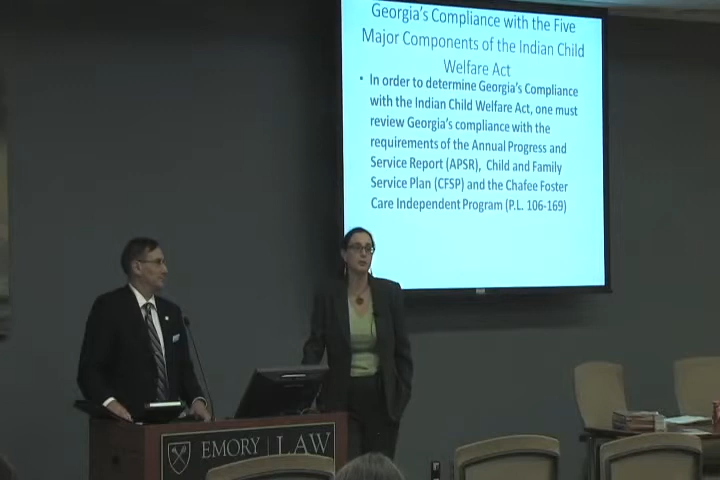 Georgia's Compliance with the Five
Major Components of the Indian Child
Welfare Act
• In order to determine Georgia's Compliance
with the Indian Child Welfare Act, one must
review Georgia's compliance with the
requirements of the Annual Progress and
Service Report (APSR), Child and Family
Service Plan (CFSP) and the Chafee Foster
Care Independent Program (P.L. 106-169)
EMORY | LAW